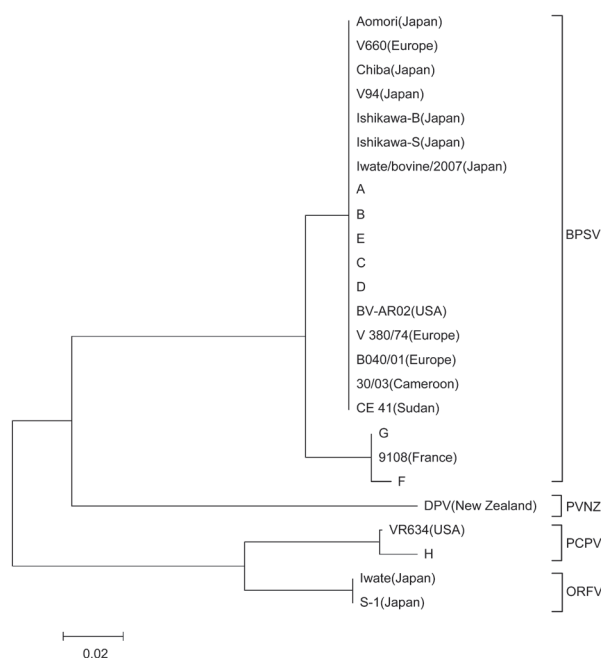 Aomori(Japan)
V660(Europe)
Chiba(Japan)
V94(Japan)
Ishikawa-B(Japan)
Ishikawa-S(Japan)
Iwate/bovine/2007(Japan)
A
B
E
C
D
BV-AR02(USA)
V 380/74(Europe)
B040/01(Europe)
30/03(Cameroon)
CE 41(Sudan)
G
9108(France)
F
BPSV
DPV(New Zealand)
PVNZ
VR634(USA)
H
PCPV
Iwate(Japan)
S-1(Japan)
ORFV
0.02